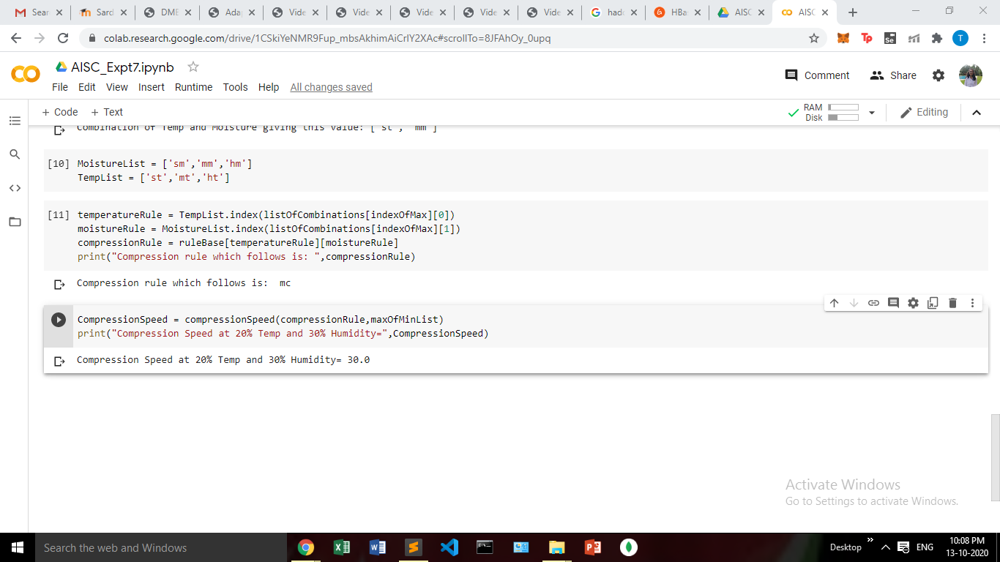 Sear
Sard
DME
Adap
Vide
Vide
Vide
Vide
Vide
hado
HBa
AISC
AISC
colab.research.google.com/drive/1CSkiYeNMR9Fup_mbsAkhimAiCrlY2XAc#scrollTo=8JFAhOy_0upq
Tp
Se
T
AISC_Expt7.ipynb
Comment
Share
File Edit View Insert Runtime Tools Help All changes saved
+ Code + Text
RAM
Disk
Editing
Combination of Temp and Moisture giving this value: ['st', 'mm']
[10] MoistureList = ['sm','mm','hm']
TempList = ['st','mt','ht']
[11] temperatureRule = TempList.index(listOfCombinations[indexOfMax][0])
moistureRule = MoistureList.index(listOfCombinations[indexOfMax][1])
compressionRule = ruleBase[temperatureRule][moistureRule]
print("Compression rule which follows is: ",compressionRule)
Compression rule which follows is:  mc
CompressionSpeed = compressionSpeed(compressionRule,maxOfMinList)
print("Compression Speed at 20% Temp and 30% Humidity=",CompressionSpeed)
Compression Speed at 20% Temp and 30% Humidity= 30.0
Activate Windows
Go to Settings to activate Windows.
Search the web and Windows
Desktop
ENG
10:08 PM
13-10-2020